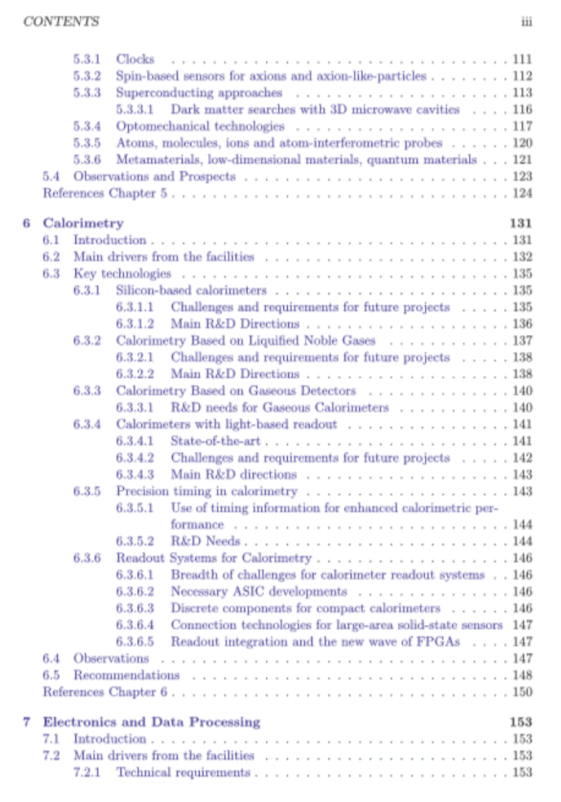 CONTENTS iii
5.3.1 Clocks . . . . . . . . . . . . . . . . . . . . . . . . . . . . . . . . . 111
5.3.2 Spin-based sensors for axions and axion-like-particles . . . . . . . . 112
5.3.3 Superconducting approaches . . . . . . . . . . . . . . . . . . . . . 113
5.3.3.1 Dark matter searches with 3D microwave cavities . . . . 116
5.3.4 Optomechanical technologies . . . . . . . . . . . . . . . . . . . . . 117
5.3.5 Atoms, molecules, ions and atom-interferometric probes . . . . . . 120
5.3.6 Metamaterials, low-dimensional materials, quantum materials . . . 121
5.4 Observations and Prospects . . . . . . . . . . . . . . . . . . . . . . . . . . 123
References Chapter 5 . . . . . . . . . . . . . . . . . . . . . . . . . . . . . . . . . 124
6 Calorimetry 131
6.1 Introduction . . . . . . . . . . . . . . . . . . . . . . . . . . . . . . . . . . . 131
6.2 Main drivers from the facilities . . . . . . . . . . . . . . . . . . . . . . . . 132
6.3 Key technologies . . . . . . . . . . . . . . . . . . . . . . . . . . . . . . . . 135
6.3.1 Silicon-based calorimeters . . . . . . . . . . . . . . . . . . . . . . . 135
6.3.1.1 Challenges and requirements for future projects . . . . . 135
6.3.1.2 Main R&D Directions . . . . . . . . . . . . . . . . . . . . 136
6.3.2 Calorimetry Based on Liquified Noble Gases . . . . . . . . . . . . 137
6.3.2.1 Challenges and requirements for future projects . . . . . 138
6.3.2.2 Main R&D Directions . . . . . . . . . . . . . . . . . . . . 138
6.3.3 Calorimetry Based on Gaseous Detectors . . . . . . . . . . . . . . 140
6.3.3.1 R&D needs for Gaseous Calorimeters . . . . . . . . . . . 140
6.3.4 Calorimeters with light-based readout . . . . . . . . . . . . . . . . 141
6.3.4.1 State-of-the-art . . . . . . . . . . . . . . . . . . . . . . . . 141
6.3.4.2 Challenges and requirements for future projects . . . . . 142
6.3.4.3 Main R&D directions . . . . . . . . . . . . . . . . . . . . 143
6.3.5 Precision timing in calorimetry . . . . . . . . . . . . . . . . . . . . 143
6.3.5.1 Use of timing information for enhanced calorimetric per-
formance . . . . . . . . . . . . . . . . . . . . . . . . . . . 144
6.3.5.2 R&D Needs . . . . . . . . . . . . . . . . . . . . . . . . . . 144
6.3.6 Readout Systems for Calorimetry . . . . . . . . . . . . . . . . . . . 146
6.3.6.1 Breadth of challenges for calorimeter readout systems . . 146
6.3.6.2 Necessary ASIC developments . . . . . . . . . . . . . . . 146
6.3.6.3 Discrete components for compact calorimeters . . . . . . 146
6.3.6.4 Connection technologies for large-area solid-state sensors 147
6.3.6.5 Readout integration and the new wave of FPGAs . . . . 147
6.4 Observations . . . . . . . . . . . . . . . . . . . . . . . . . . . . . . . . . . 147
6.5 Recommendations . . . . . . . . . . . . . . . . . . . . . . . . . . . . . . . 148
References Chapter 6 . . . . . . . . . . . . . . . . . . . . . . . . . . . . . . . . . 150
7 Electronics and Data Processing 153
7.1 Introduction . . . . . . . . . . . . . . . . . . . . . . . . . . . . . . . . . . . 153
7.2 Main drivers from the facilities . . . . . . . . . . . . . . . . . . . . . . . . 153
7.2.1 Technical requirements . . . . . . . . . . . . . . . . . . . . . . . . . 153